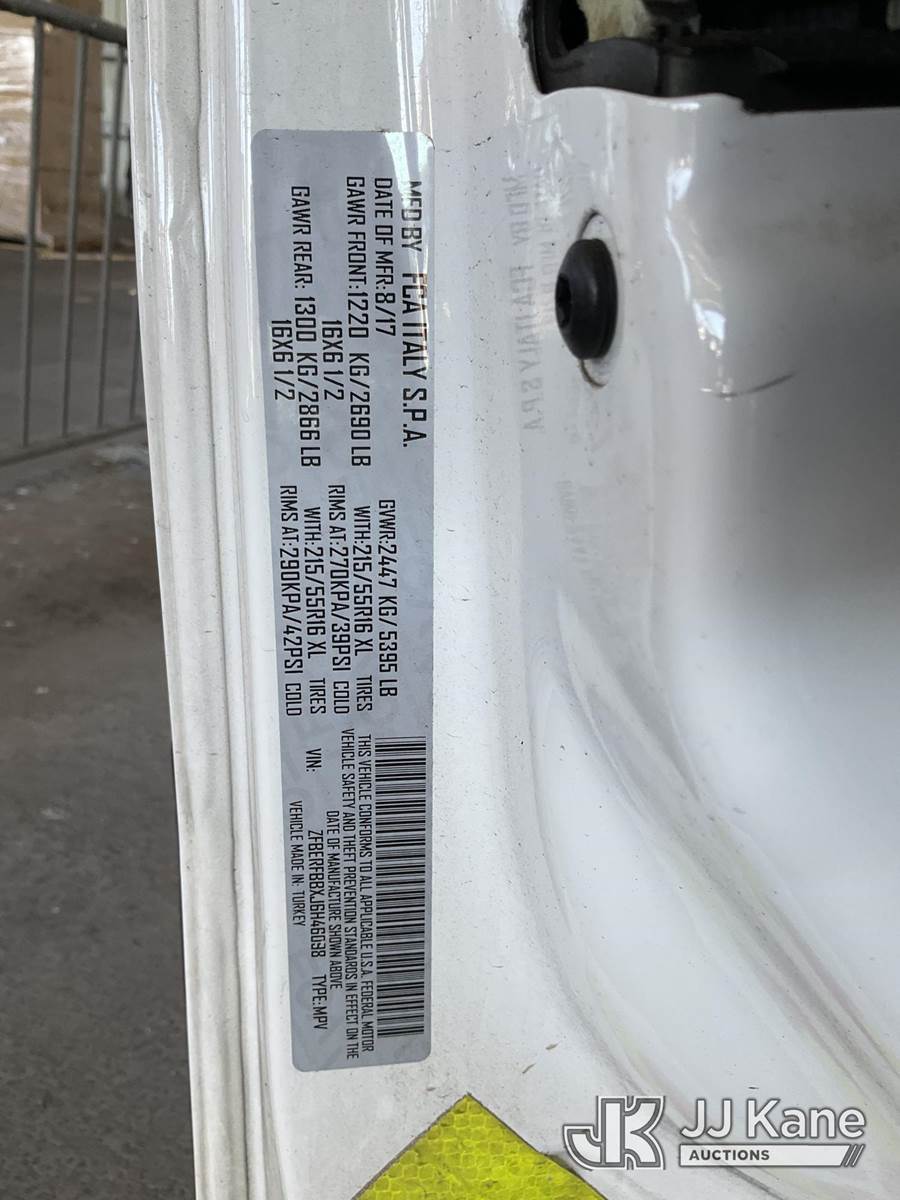 MFD BY FCA ITALY S.P.A.
DATE OF MFR:8/17 GVWR:2447 KG/ 5395 LB
GAWR FRONT:1220 KG/2690 LB WITH:215/55R16 XL TIRES
16X6 1/2 RIMS AT:270KPA/39PSI COLD
GAWR REAR: 1300 KG/2866 LB WITH:215/55R16 XL TIRES
16X6 1/2 RIMS AT:290KPA/42PSI COLD
THIS VEHICLE CONFORMS TO ALL APPLICABLE U.S.A. FEDERAL MOTOR
VEHICLE SAFETY AND THEFT PREVENTION STANDARDS IN EFFECT ON THE
DATE OF MANUFACTURE SHOWN ABOVE
VIN: ZFBERFBBXJ6H46098 TYPE:MPV
VEHICLE MADE IN: TURKEY
JK JJ Kane
AUCTIONS